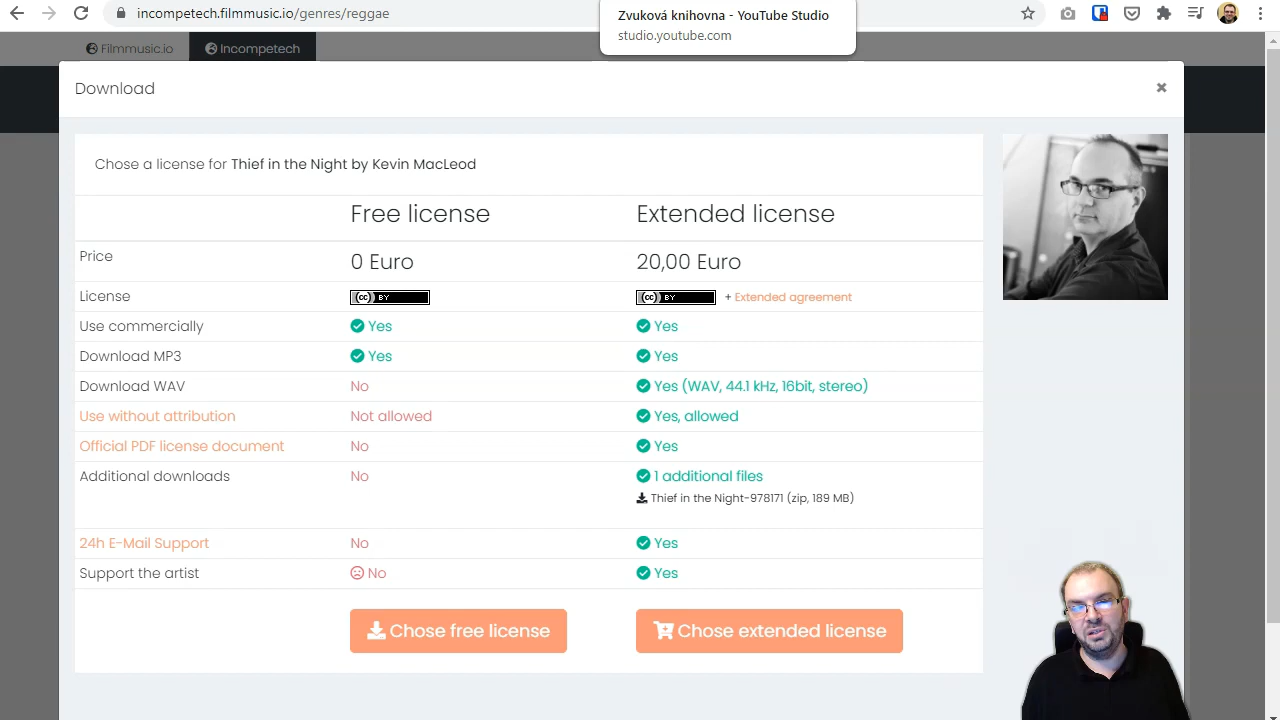 incompetech.filmmusic.io/genres/reggae
Zvuková knihovna - YouTube Studio
studio.youtube.com
Filmmusic.io
Incompetech
Download
Chose a license for Thief in the Night by Kevin MacLeod
Free license Extended license
Price 0 Euro 20,00 Euro
License (cc) BY (cc) BY + Extended agreement
Use commercially Yes Yes
Download MP3 Yes Yes
Download WAV No Yes (WAV, 44.1 kHz, 16bit, stereo)
Use without attribution Not allowed Yes, allowed
Official PDF license document No Yes
Additional downloads No 1 additional files
Thief in the Night-978171 (zip, 189 MB)
24h E-Mail Support No Yes
Support the artist No Yes
Chose free license Chose extended license